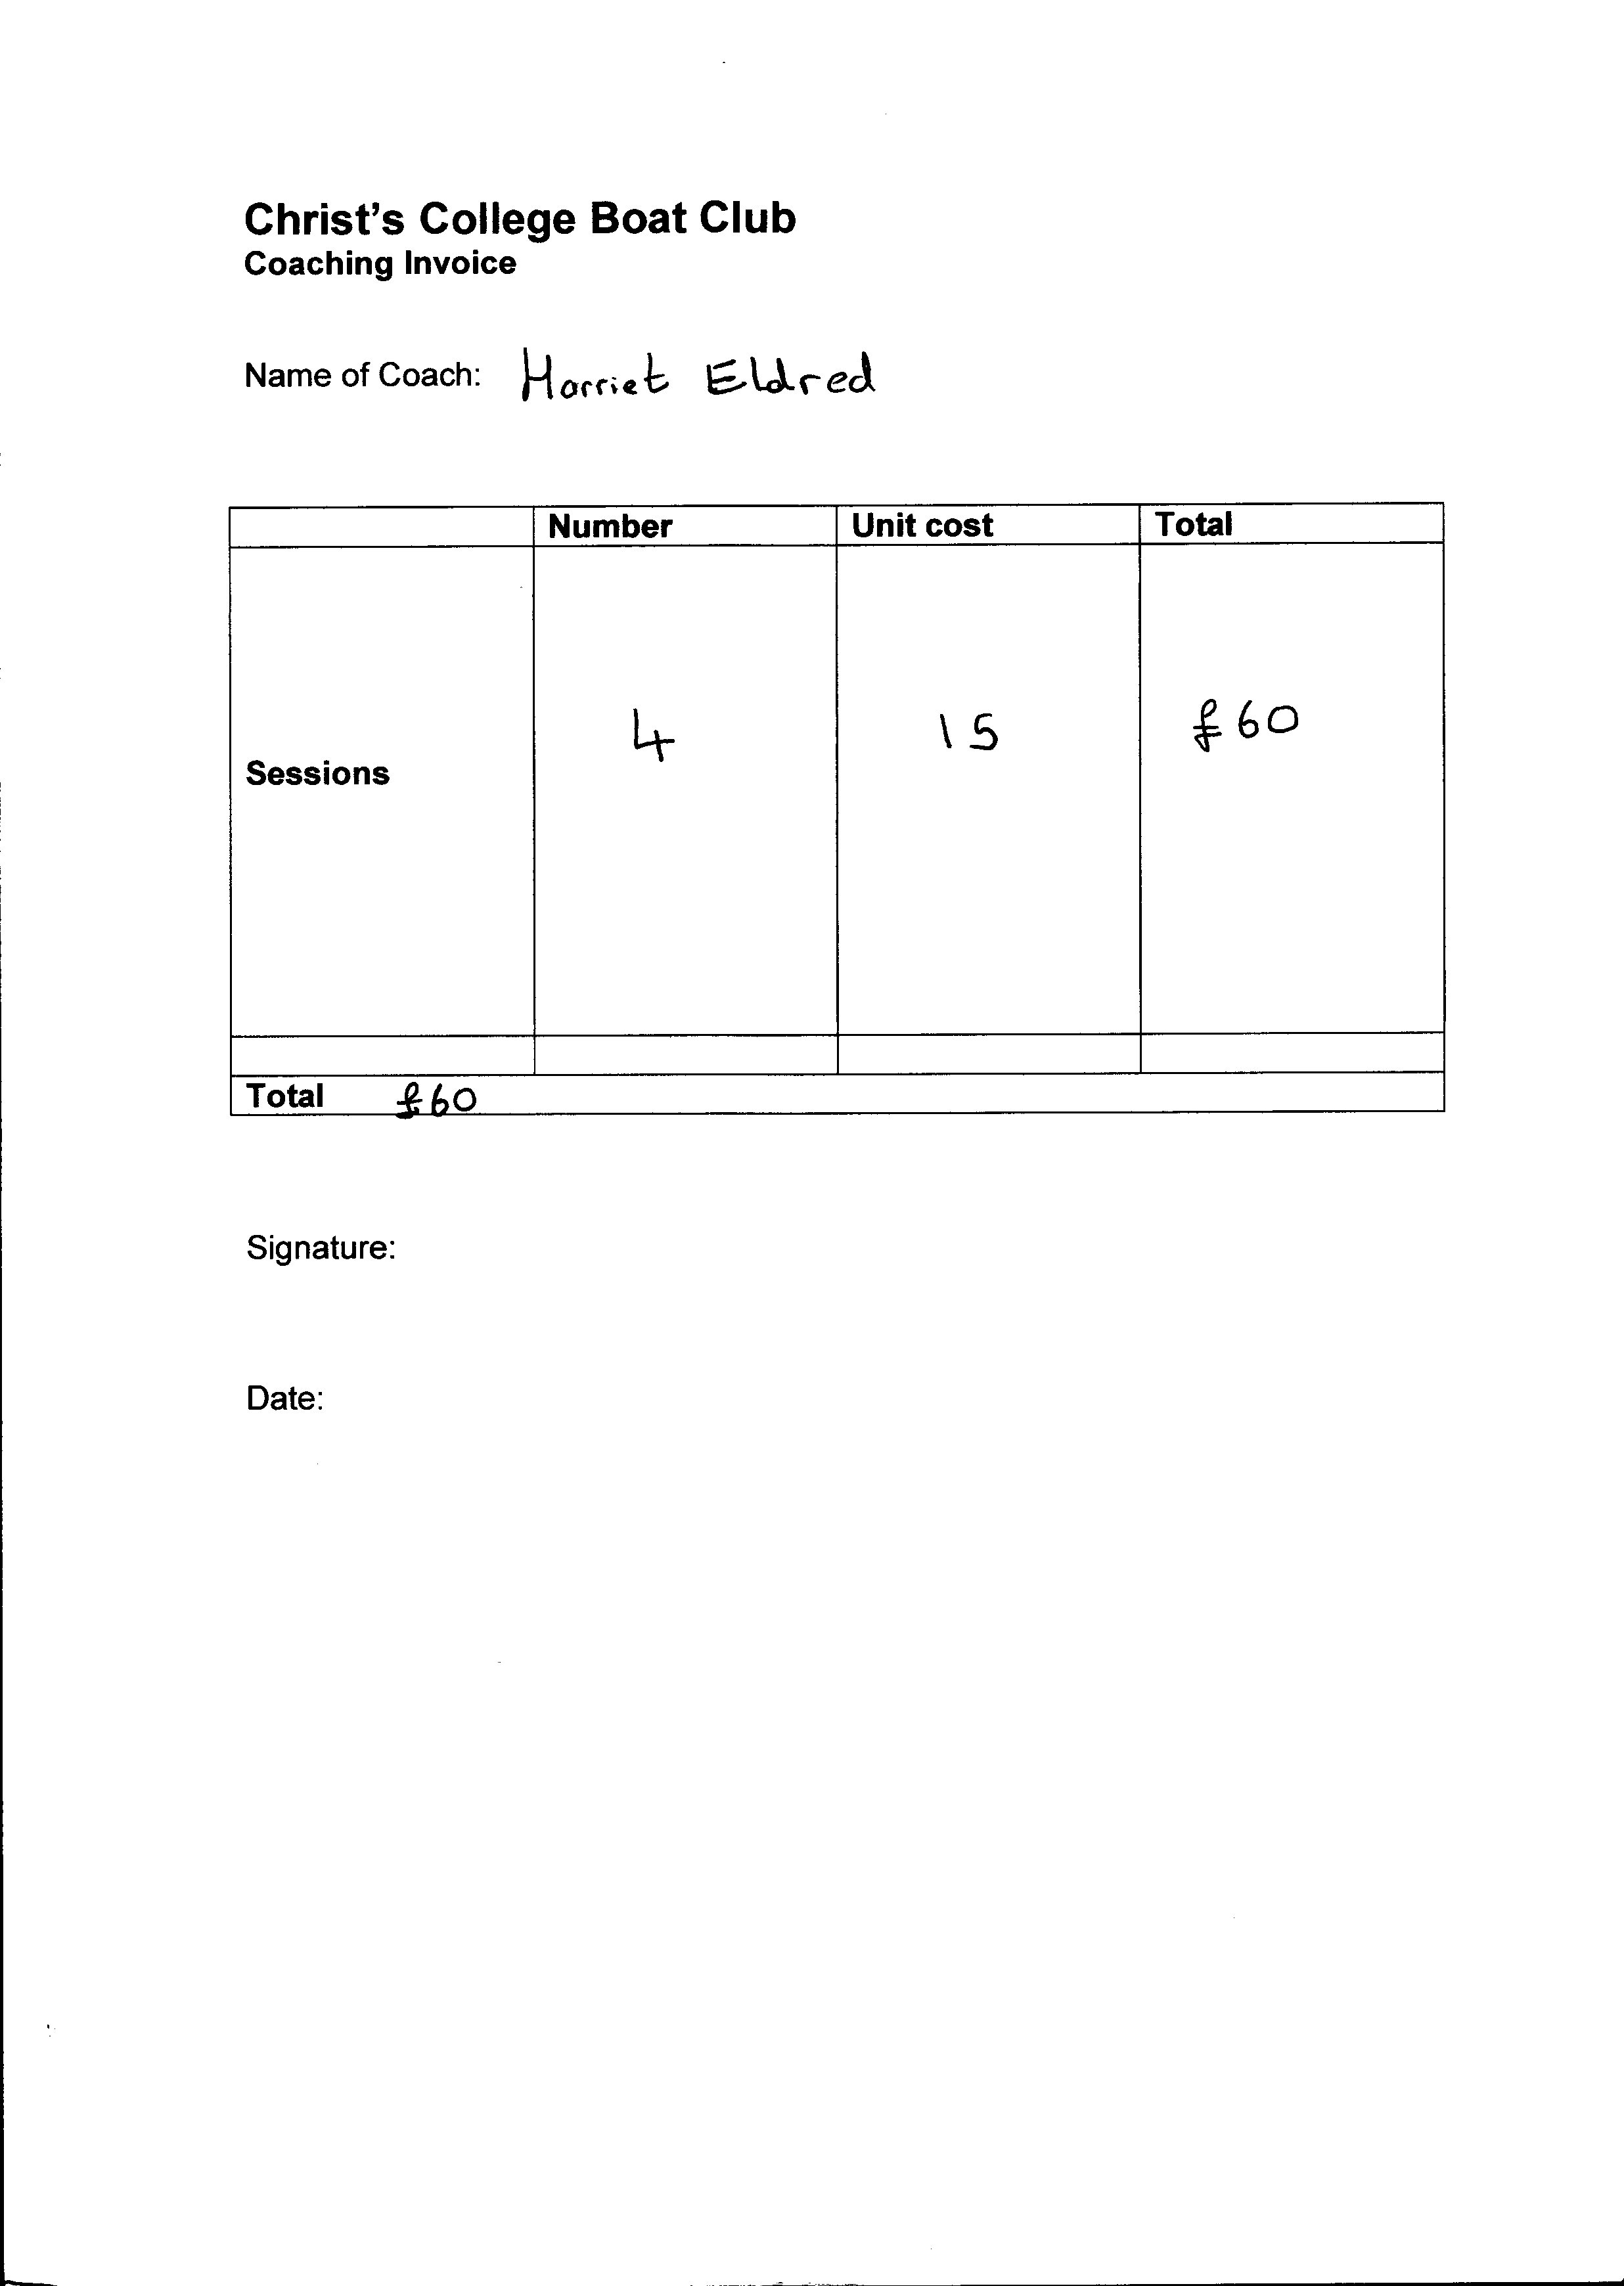 Christ's College Boat Club
Coaching Invoice
Name of Coach: Harriet Eldred
Number Unit cost Total
Sessions 4 15 £60
Total £60
Signature:
Date: